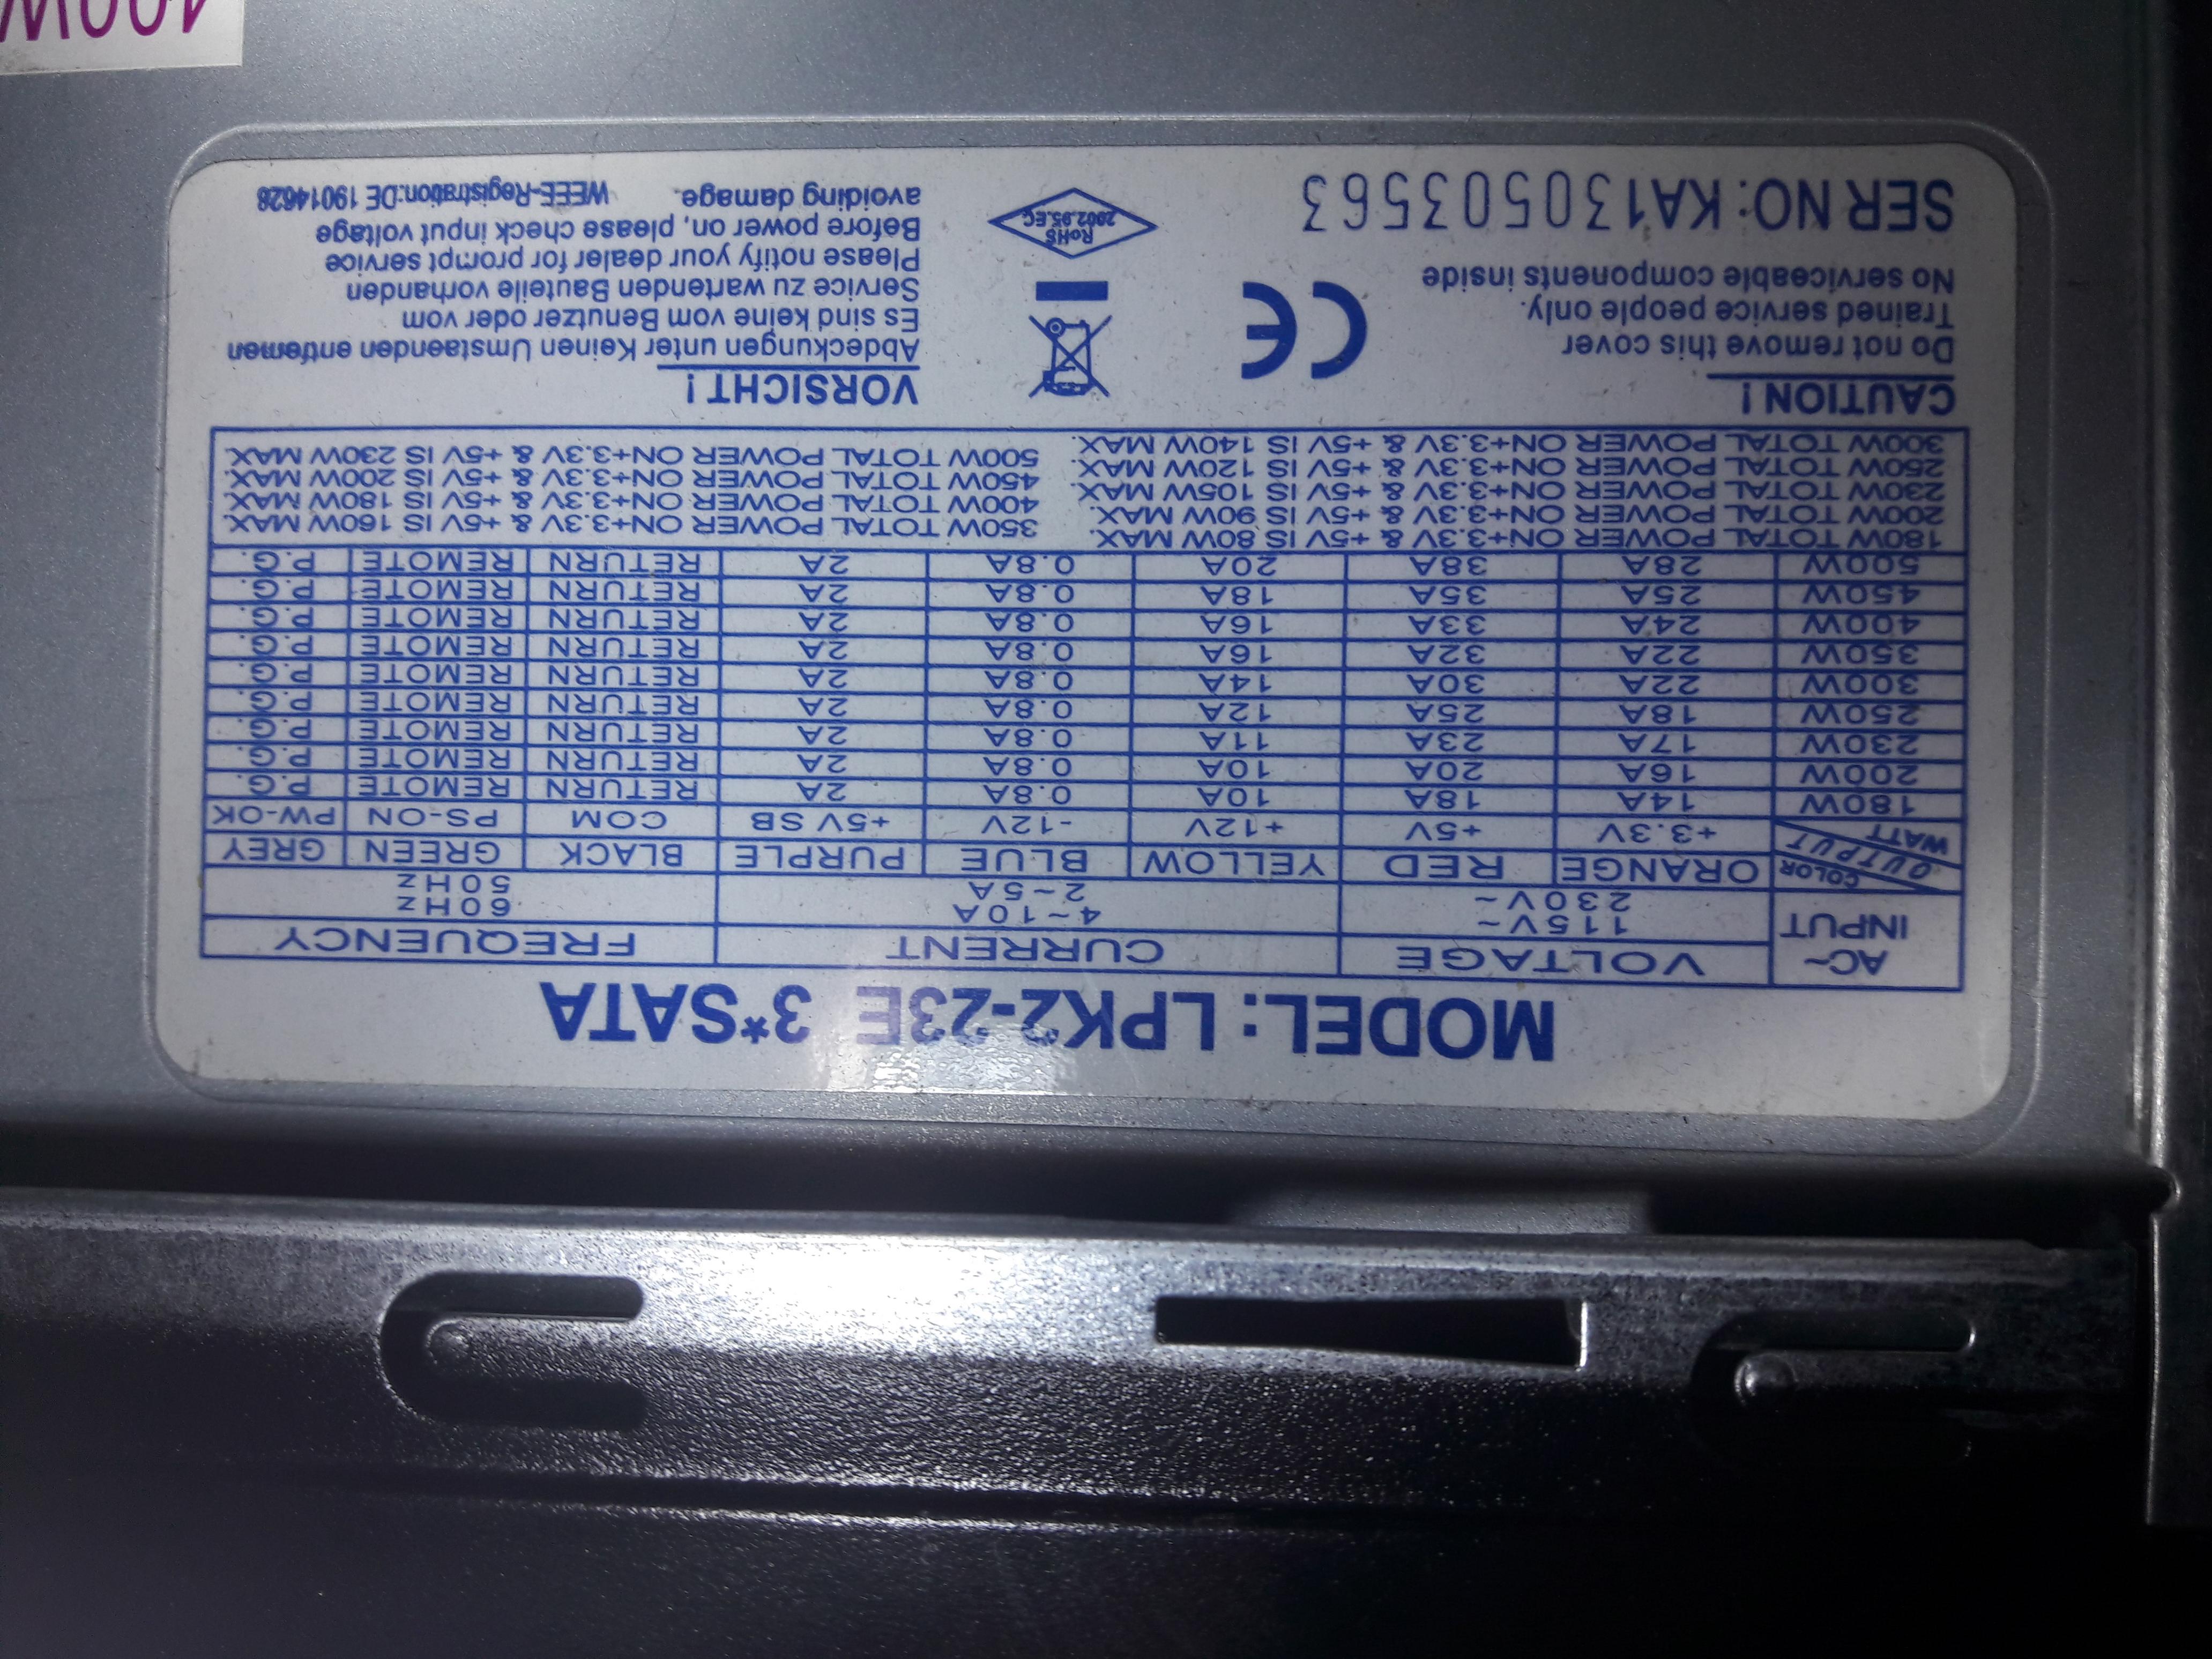 MODEL: LPK2-23E 3*SATA
AC~ INPUT VOLTAGE CURRENT FREQUENCY
115V~ 4~10A 60Hz
230V~ 2~5A 50Hz
COLOR OUTPUT WATT ORANGE RED YELLOW BLUE PURPLE BLACK GREEN GREY
+3.3V +5V +12V -12V +5V SB COM PS-ON PW-OK
180W 14A 18A 10A 0.8A 2A RETURN REMOTE P.G.
200W 16A 20A 10A 0.8A 2A RETURN REMOTE P.G.
230W 17A 23A 11A 0.8A 2A RETURN REMOTE P.G.
250W 18A 25A 12A 0.8A 2A RETURN REMOTE P.G.
300W 22A 30A 14A 0.8A 2A RETURN REMOTE P.G.
350W 22A 32A 16A 0.8A 2A RETURN REMOTE P.G.
400W 24A 33A 16A 0.8A 2A RETURN REMOTE P.G.
450W 25A 35A 18A 0.8A 2A RETURN REMOTE P.G.
500W 28A 38A 20A 0.8A 2A RETURN REMOTE P.G.
180W TOTAL POWER ON+3.3V & +5V IS 80W MAX.
200W TOTAL POWER ON+3.3V & +5V IS 90W MAX.
230W TOTAL POWER ON+3.3V & +5V IS 105W MAX.
250W TOTAL POWER ON+3.3V & +5V IS 120W MAX.
300W TOTAL POWER ON+3.3V & +5V IS 140W MAX.
350W TOTAL POWER ON+3.3V & +5V IS 160W MAX.
400W TOTAL POWER ON+3.3V & +5V IS 180W MAX.
450W TOTAL POWER ON+3.3V & +5V IS 200W MAX.
500W TOTAL POWER ON+3.3V & +5V IS 230W MAX.
CAUTION!
Do not remove this cover
Trained service people only.
No serviceable components inside
SER NO: KA130503563
CE
RoHS
2002.95.EC
VORSICHT!
Abdeckungen unter Keinen Umstaenden entfernen
Es sind keine vom Benutzer oder vom
Service zu wartenden Bauteile vorhanden
Please notify your dealer for prompt service
Before power on, please check input voltage
avoiding damage. WEEE-Registration:DE 19014628
400W